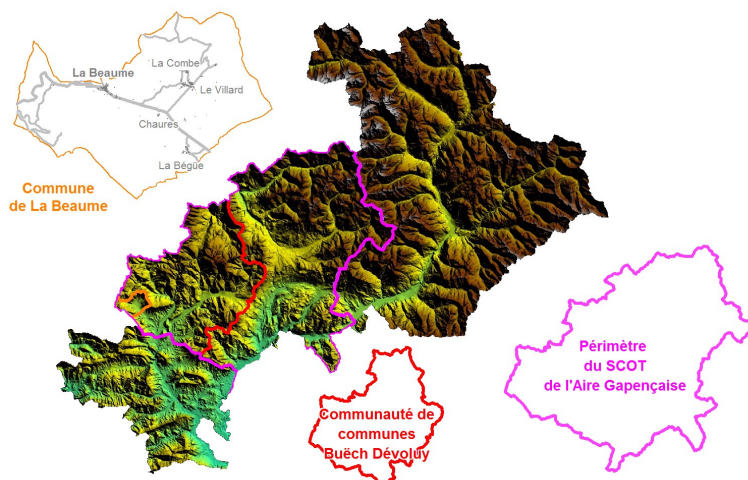 La Combe
La Beaume
Le Villard
Chaures
La Bégüe
Commune
de La Beaume
Périmètre
du SCOT
de l'Aire Gapençaise
Communauté de
communes
Buëch Dévoluy